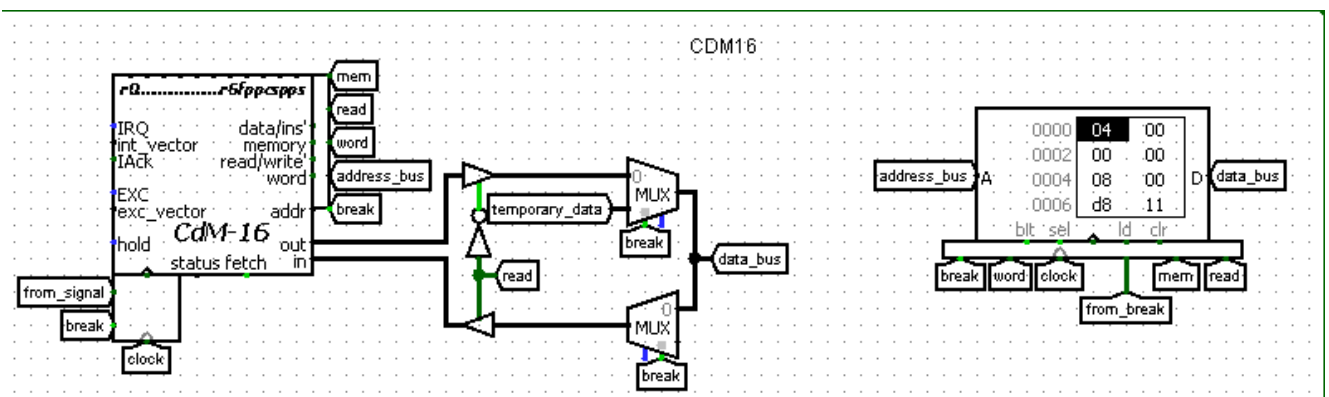 CDM16
r0................r6fppcspps
IRQ data/ins'
int_vector memory
IAck read/write'
word
EXC
exc_vector addr
CdM-16
hold out
status fetch in
mem
read
word
address_bus
break
from_signal
break
clock
temporary_data
0
MUX
break
read
data_bus
0
MUX
break
address_bus
A
0000 04 00
0002 00 00
0004 08 00
0006 d8 11
D
data_bus
blt sel ld clr
break word clock mem read
from_break